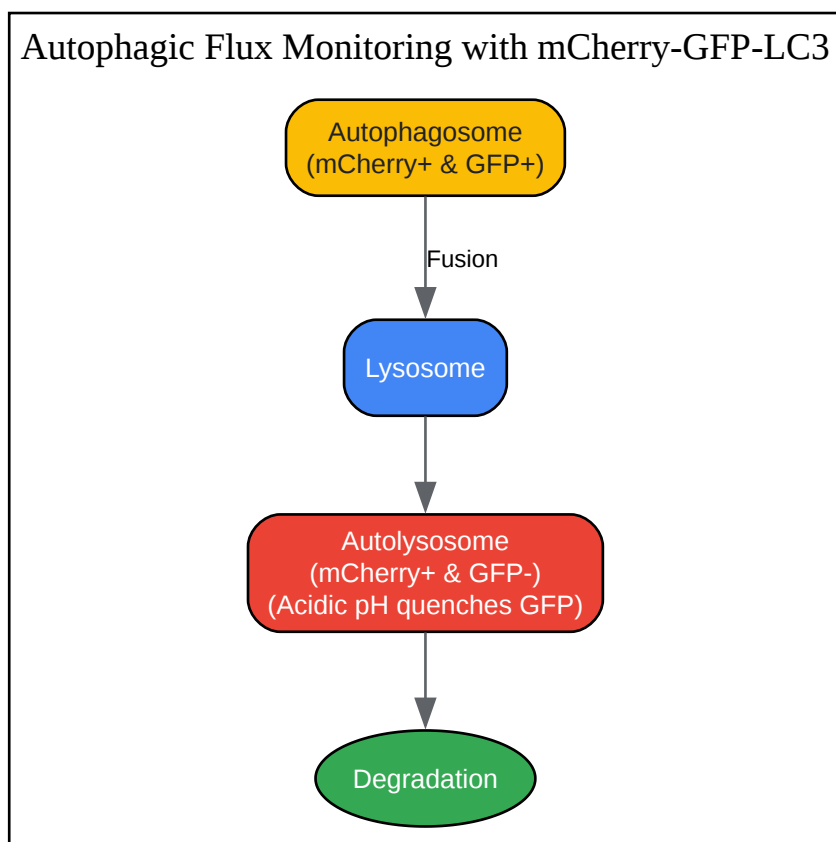 Autophagic Flux Monitoring with mCherry-GFP-LC3
Autophagosome
(mCherry+ & GFP+)
Fusion
Lysosome
Autolysosome
(mCherry+ & GFP-)
(Acidic pH quenches GFP)
Degradation